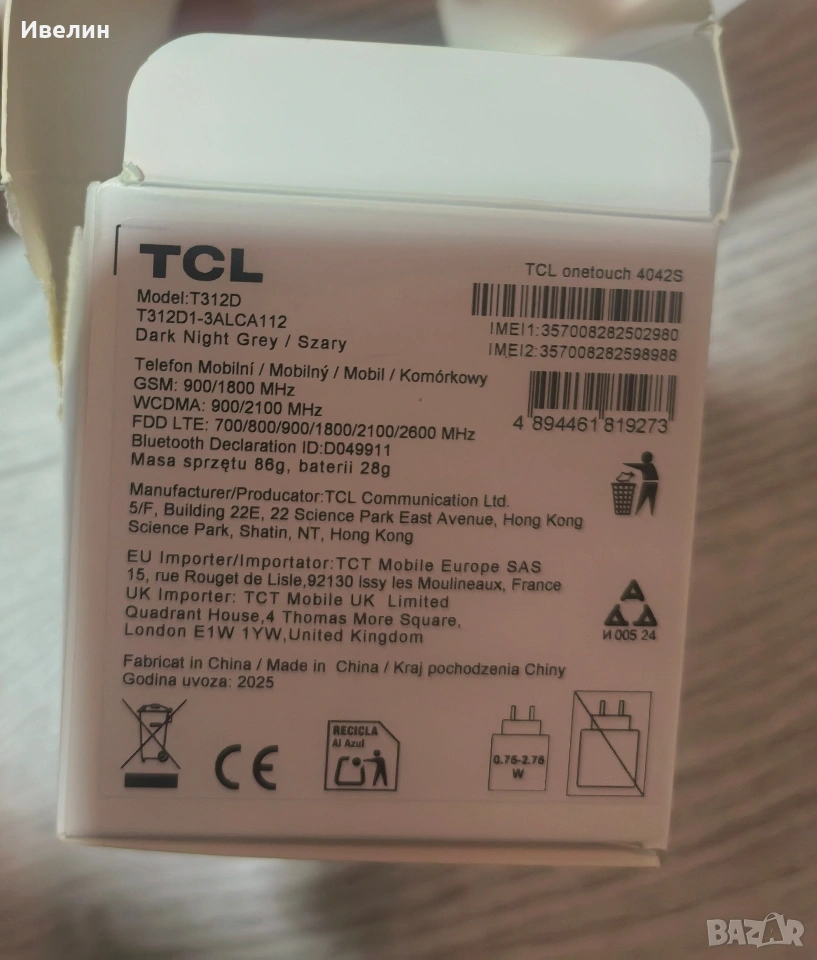 Ивелин
TCL
TCL onetouch 4042S
Model:T312D
T312D1-3ALCA112
Dark Night Grey / Szary
IMEI1:357008282502980
IMEI2:357008282598988
Telefon Mobilní / Mobilný / Mobil / Komórkowy
GSM: 900/1800 MHz
WCDMA: 900/2100 MHz
FDD LTE: 700/800/900/1800/2100/2600 MHz
Bluetooth Declaration ID:D049911
Masa sprzętu 86g, baterii 28g
4 894461 819273
Manufacturer/Producator:TCL Communication Ltd.
5/F, Building 22E, 22 Science Park East Avenue, Hong Kong
Science Park, Shatin, NT, Hong Kong
EU Importer/Importator:TCT Mobile Europe SAS
15, rue Rouget de Lisle,92130 Issy les Moulineaux, France
UK Importer: TCT Mobile UK Limited
Quadrant House,4 Thomas More Square,
London E1W 1YW,United Kingdom
И 005 24
Fabricat in China / Made in China / Kraj pochodzenia Chiny
Godina uvoza: 2025
CE
RECICLA
Al Azul
0.75-2.75
W
BAZAR